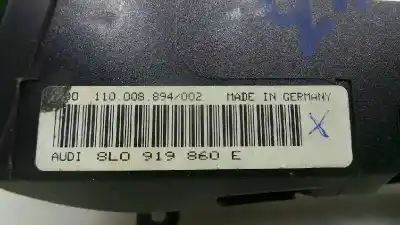 110.008.894/002 MADE IN GERMANY
X
AUDI 8L0 919 860 E